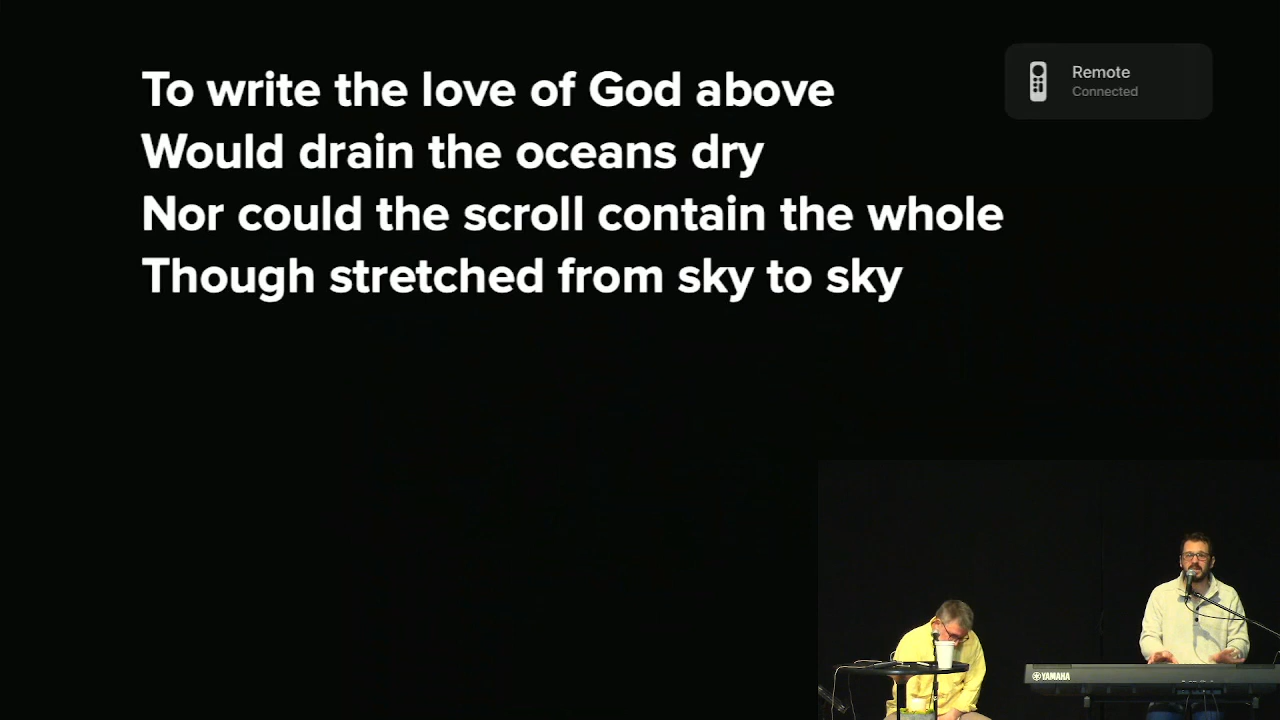 To write the love of God above
Would drain the oceans dry
Nor could the scroll contain the whole
Though stretched from sky to sky
Remote
Connected
YAMAHA